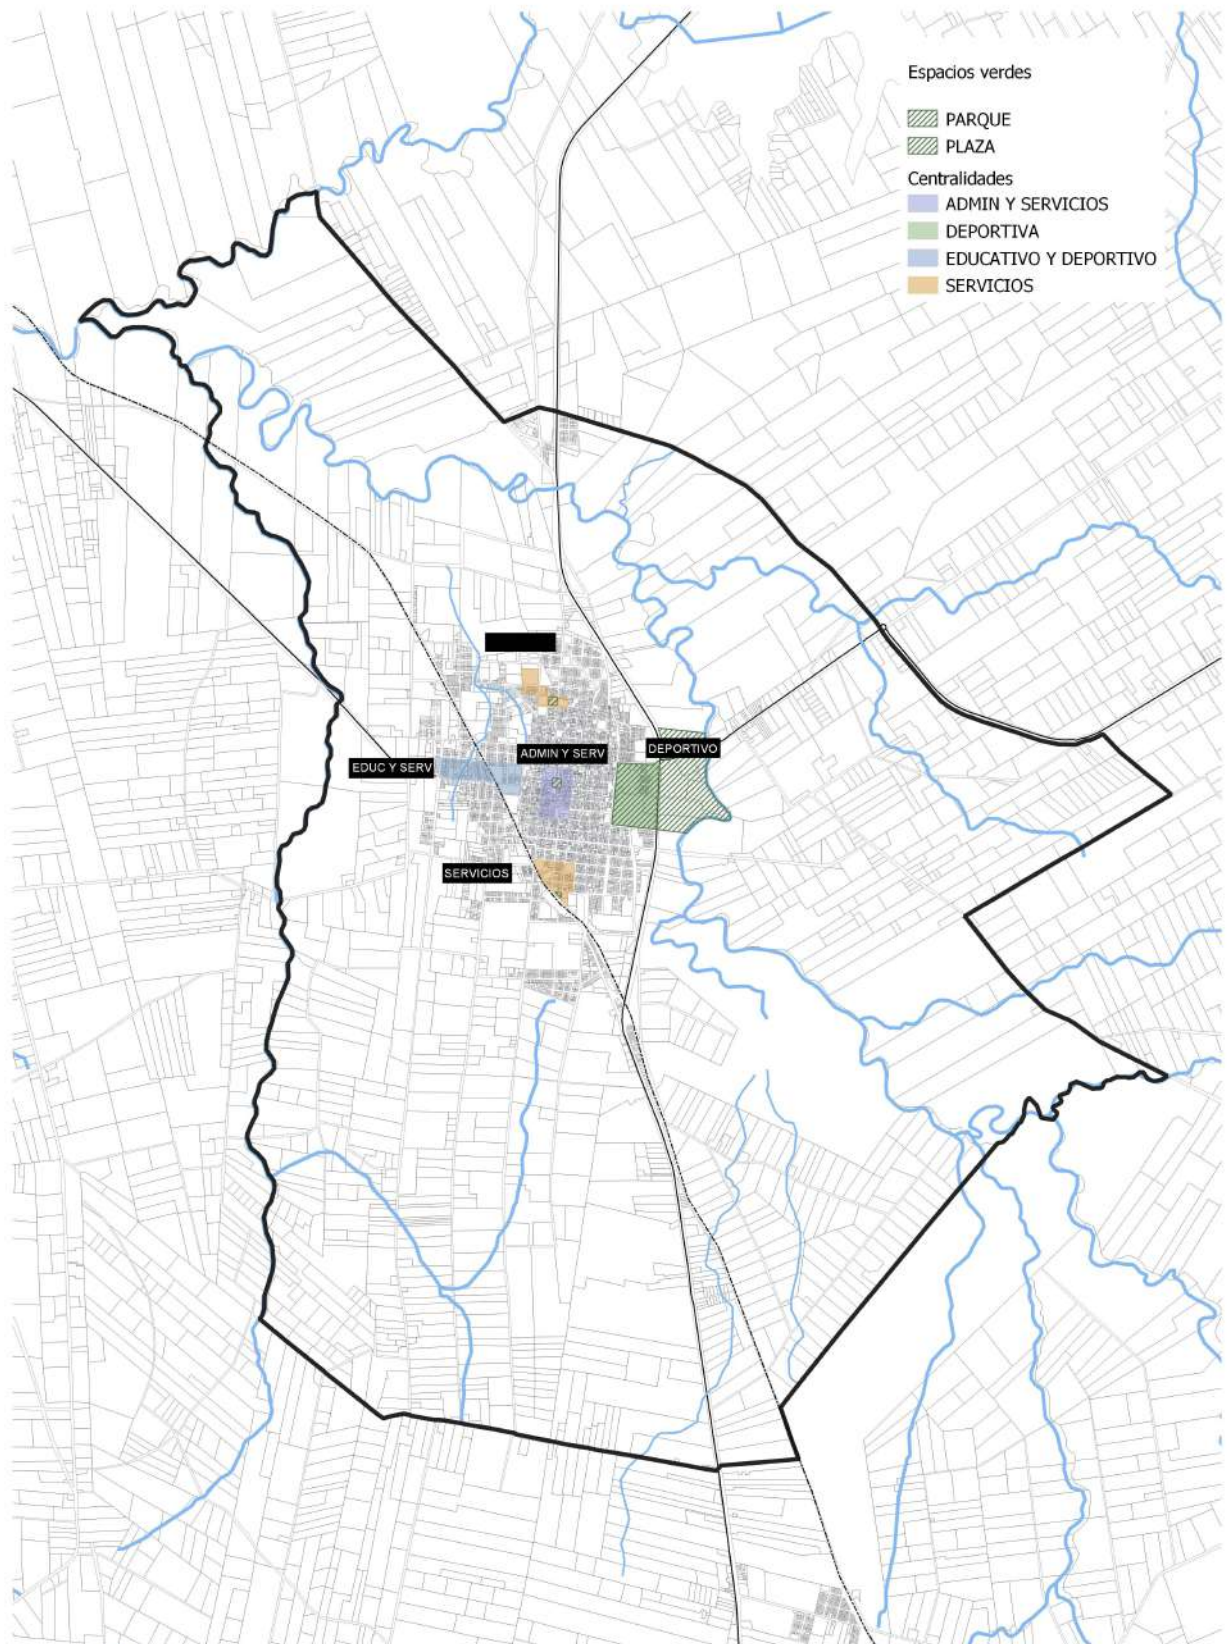 Espacios verdes
PARQUE
PLAZA
Centralidades
ADMIN Y SERVICIOS
DEPORTIVA
EDUCATIVO Y DEPORTIVO
SERVICIOS
DEPORTIVO
ADMIN Y SERV
EDUC Y SERV
SERVICIOS